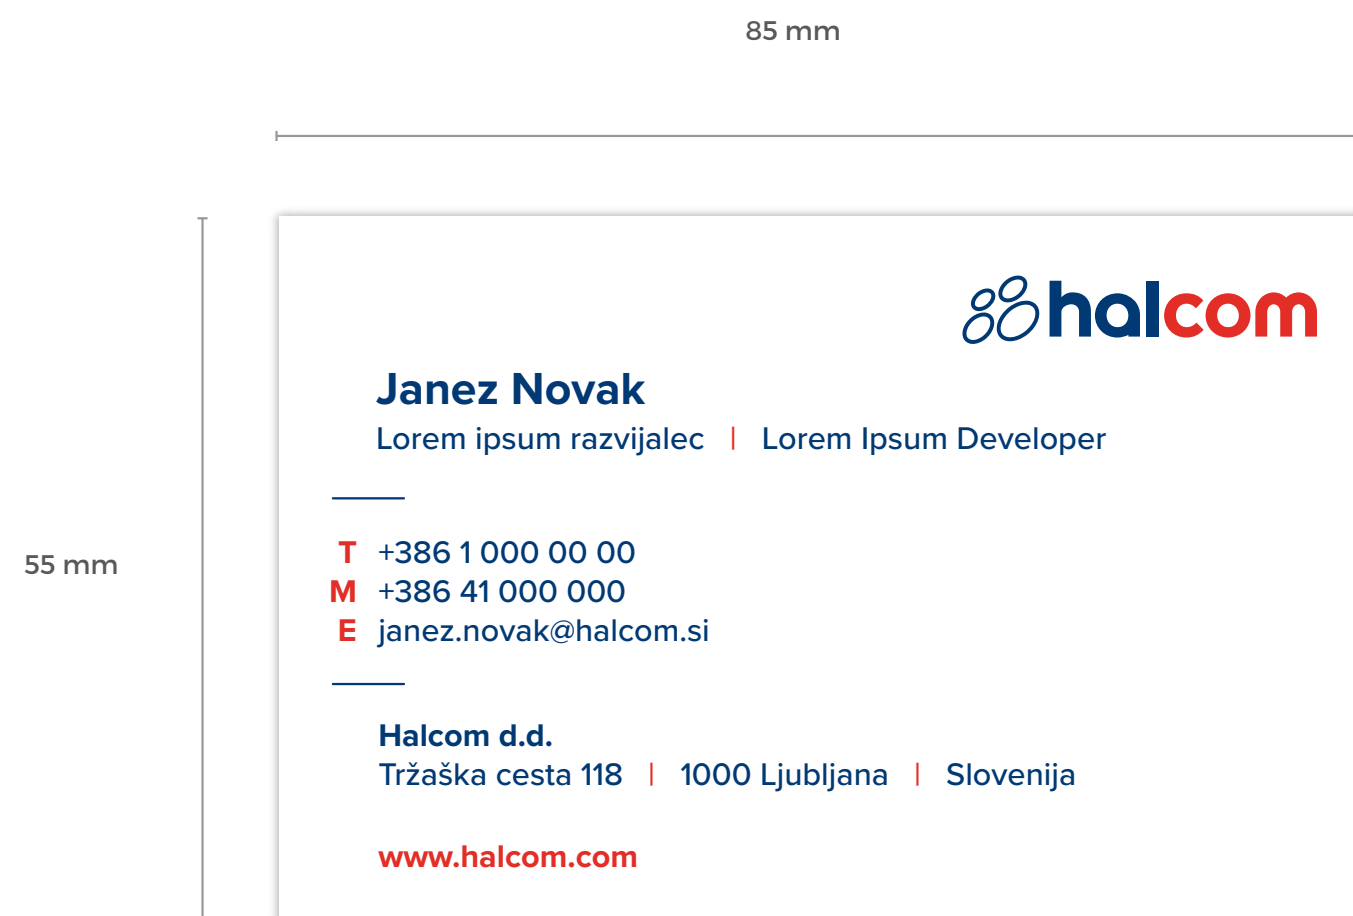 85 mm
halcom
Janez Novak
Lorem ipsum razvijalec | Lorem Ipsum Developer
T +386 1 000 00 00
55 mm
M +386 41 000 000
E janez.novak@halcom.si
Halcom d.d.
Tržaška cesta 118 | 1000 Ljubljana | Slovenija
www.halcom.com